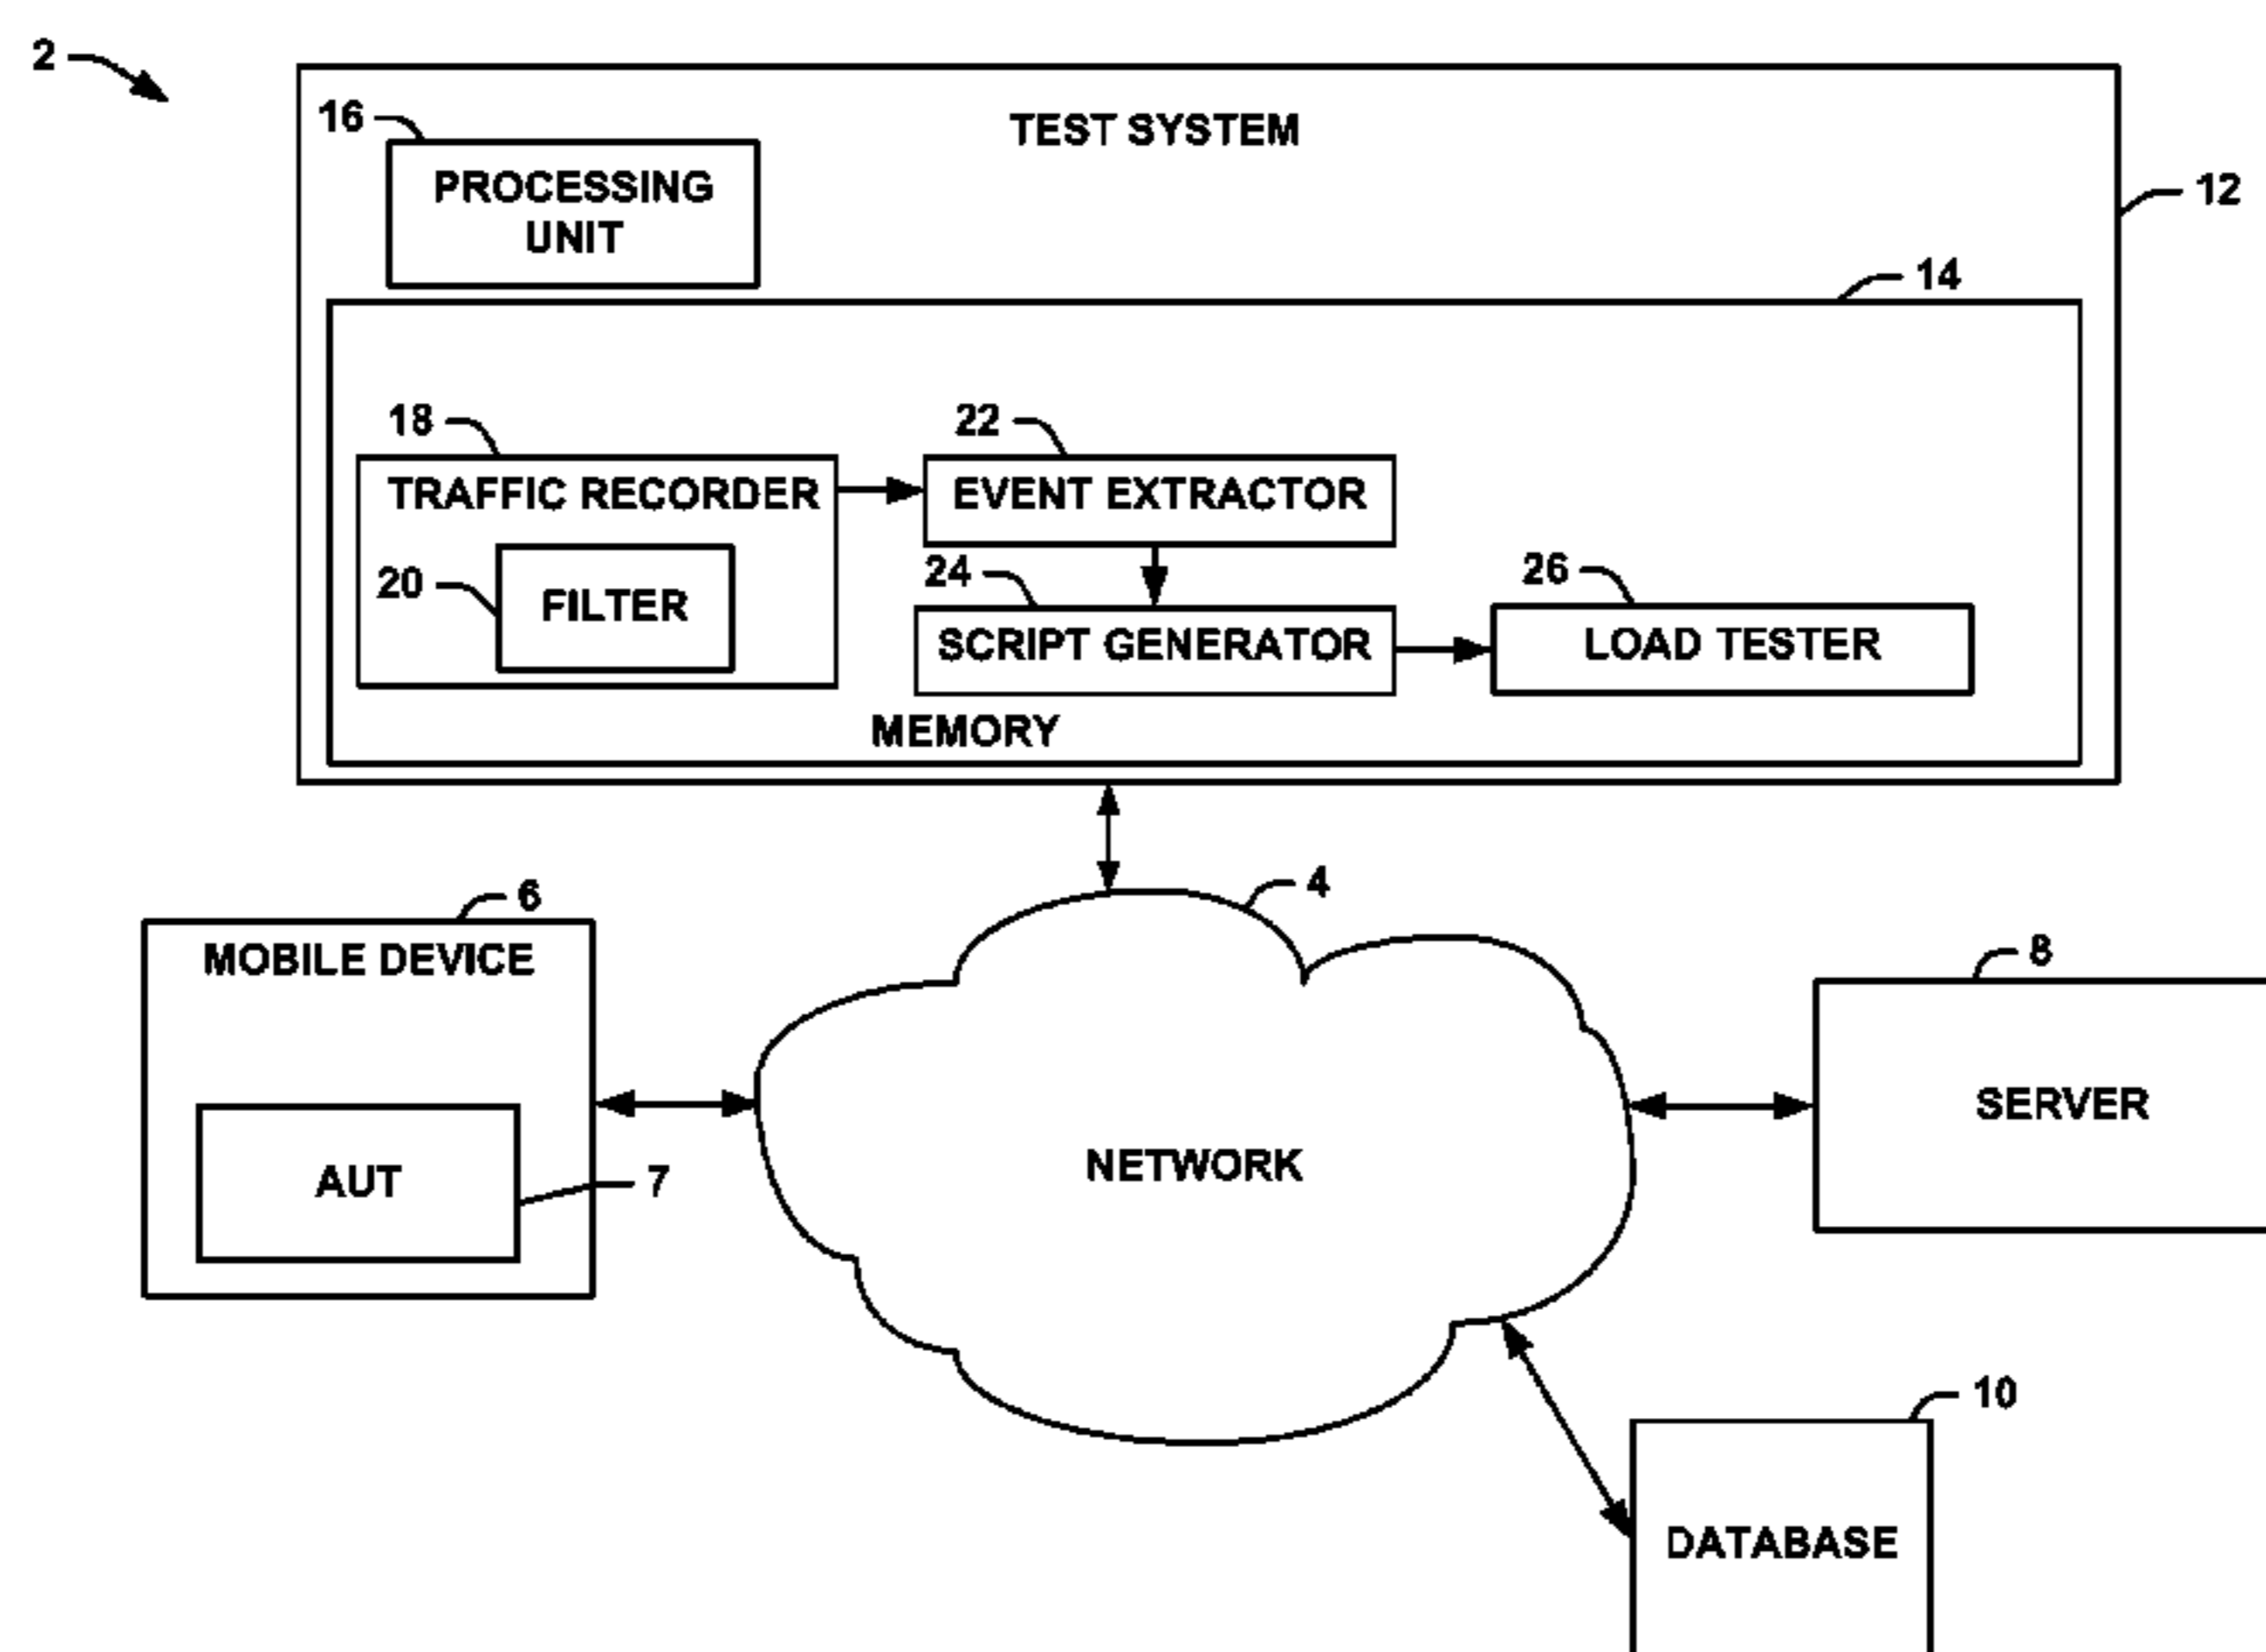 2
16
TEST SYSTEM
PROCESSING
UNIT
12
14
18
22
TRAFFIC RECORDER
EVENT EXTRACTOR
20
FILTER
24
26
SCRIPT GENERATOR
LOAD TESTER
MEMORY
6
4
MOBILE DEVICE
8
AUT
7
NETWORK
SERVER
10
DATABASE